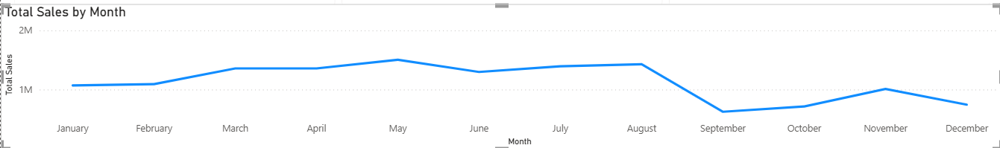 Total Sales by Month
2M
Total Sales
1M
January February March April May June July August September October November December
Month